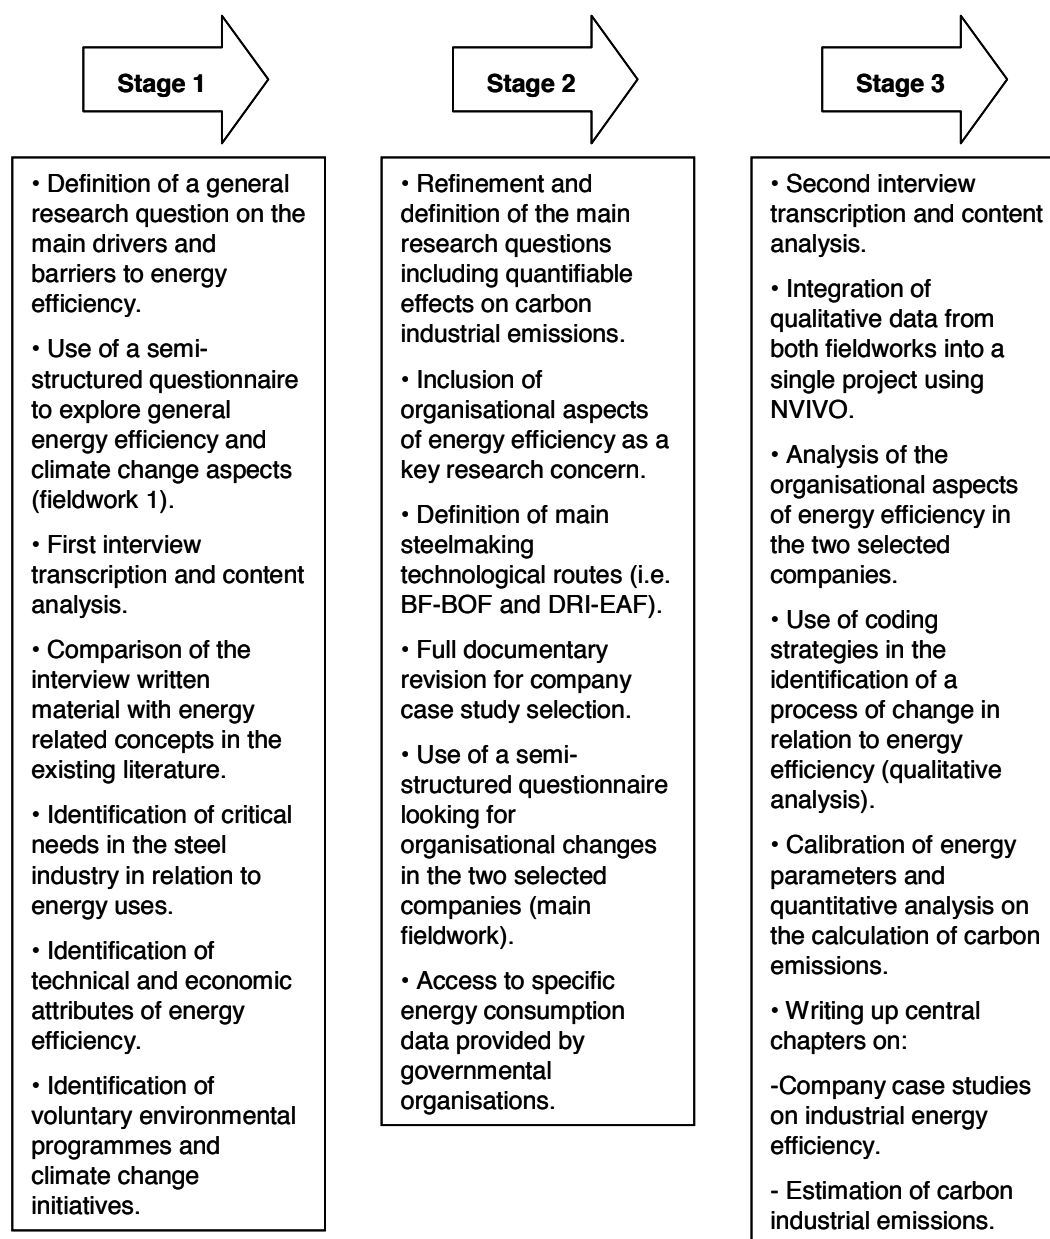 Stage 1
• Definition of a general
research question on the
main drivers and
barriers to energy
efficiency.
• Use of a semi-
structured questionnaire
to explore general
energy efficiency and
climate change aspects
(fieldwork 1).
• First interview
transcription and content
analysis.
• Comparison of the
interview written
material with energy
related concepts in the
existing literature.
• Identification of critical
needs in the steel
industry in relation to
energy uses.
• Identification of
technical and economic
attributes of energy
efficiency.
• Identification of
voluntary environmental
programmes and
climate change
initiatives.
Stage 2
• Refinement and
definition of the main
research questions
including quantifiable
effects on carbon
industrial emissions.
• Inclusion of
organisational aspects
of energy efficiency as a
key research concern.
• Definition of main
steelmaking
technological routes (i.e.
BF-BOF and DRI-EAF).
• Full documentary
revision for company
case study selection.
• Use of a semi-
structured questionnaire
looking for
organisational changes
in the two selected
companies (main
fieldwork).
• Access to specific
energy consumption
data provided by
governmental
organisations.
Stage 3
• Second interview
transcription and content
analysis.
• Integration of
qualitative data from
both fieldworks into a
single project using
NVIVO.
• Analysis of the
organisational aspects
of energy efficiency in
the two selected
companies.
• Use of coding
strategies in the
identification of a
process of change in
relation to energy
efficiency (qualitative
analysis).
• Calibration of energy
parameters and
quantitative analysis on
the calculation of carbon
emissions.
• Writing up central
chapters on:
-Company case studies
on industrial energy
efficiency.
- Estimation of carbon
industrial emissions.